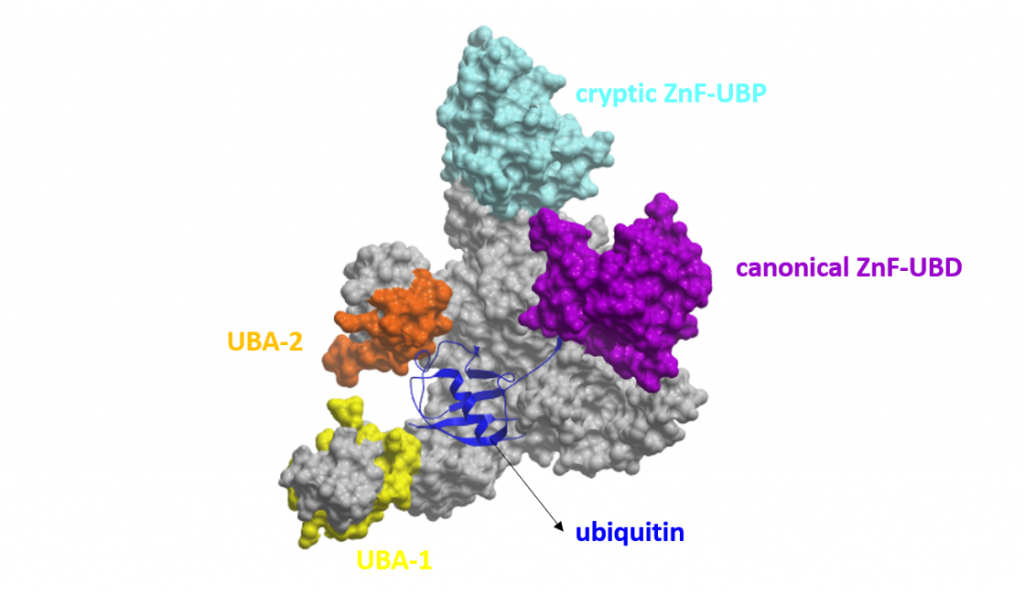 cryptic ZnF-UBP
canonical ZnF-UBD
UBA-2
ubiquitin
UBA-1